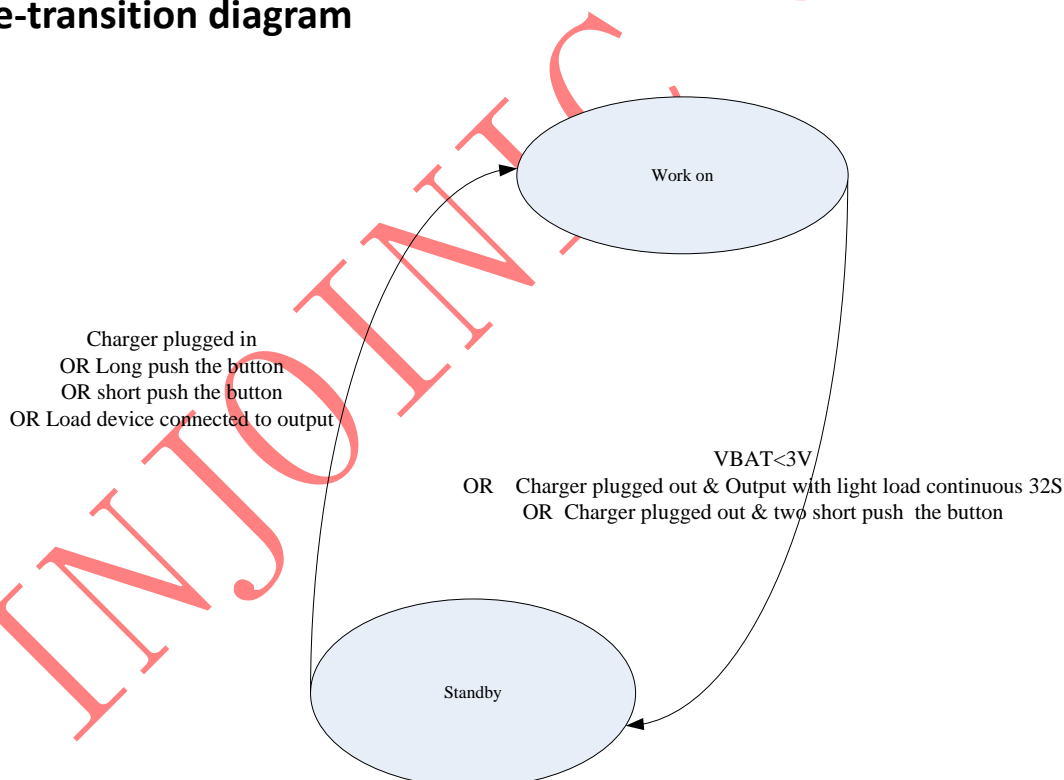 e-transition diagram
Work on
Charger plugged in
OR Long push the button
OR short push the button
OR Load device connected to output
VBAT<3V
OR Charger plugged out & Output with light load continuous 32S
OR Charger plugged out & two short push the button
Standby
INJOINIC